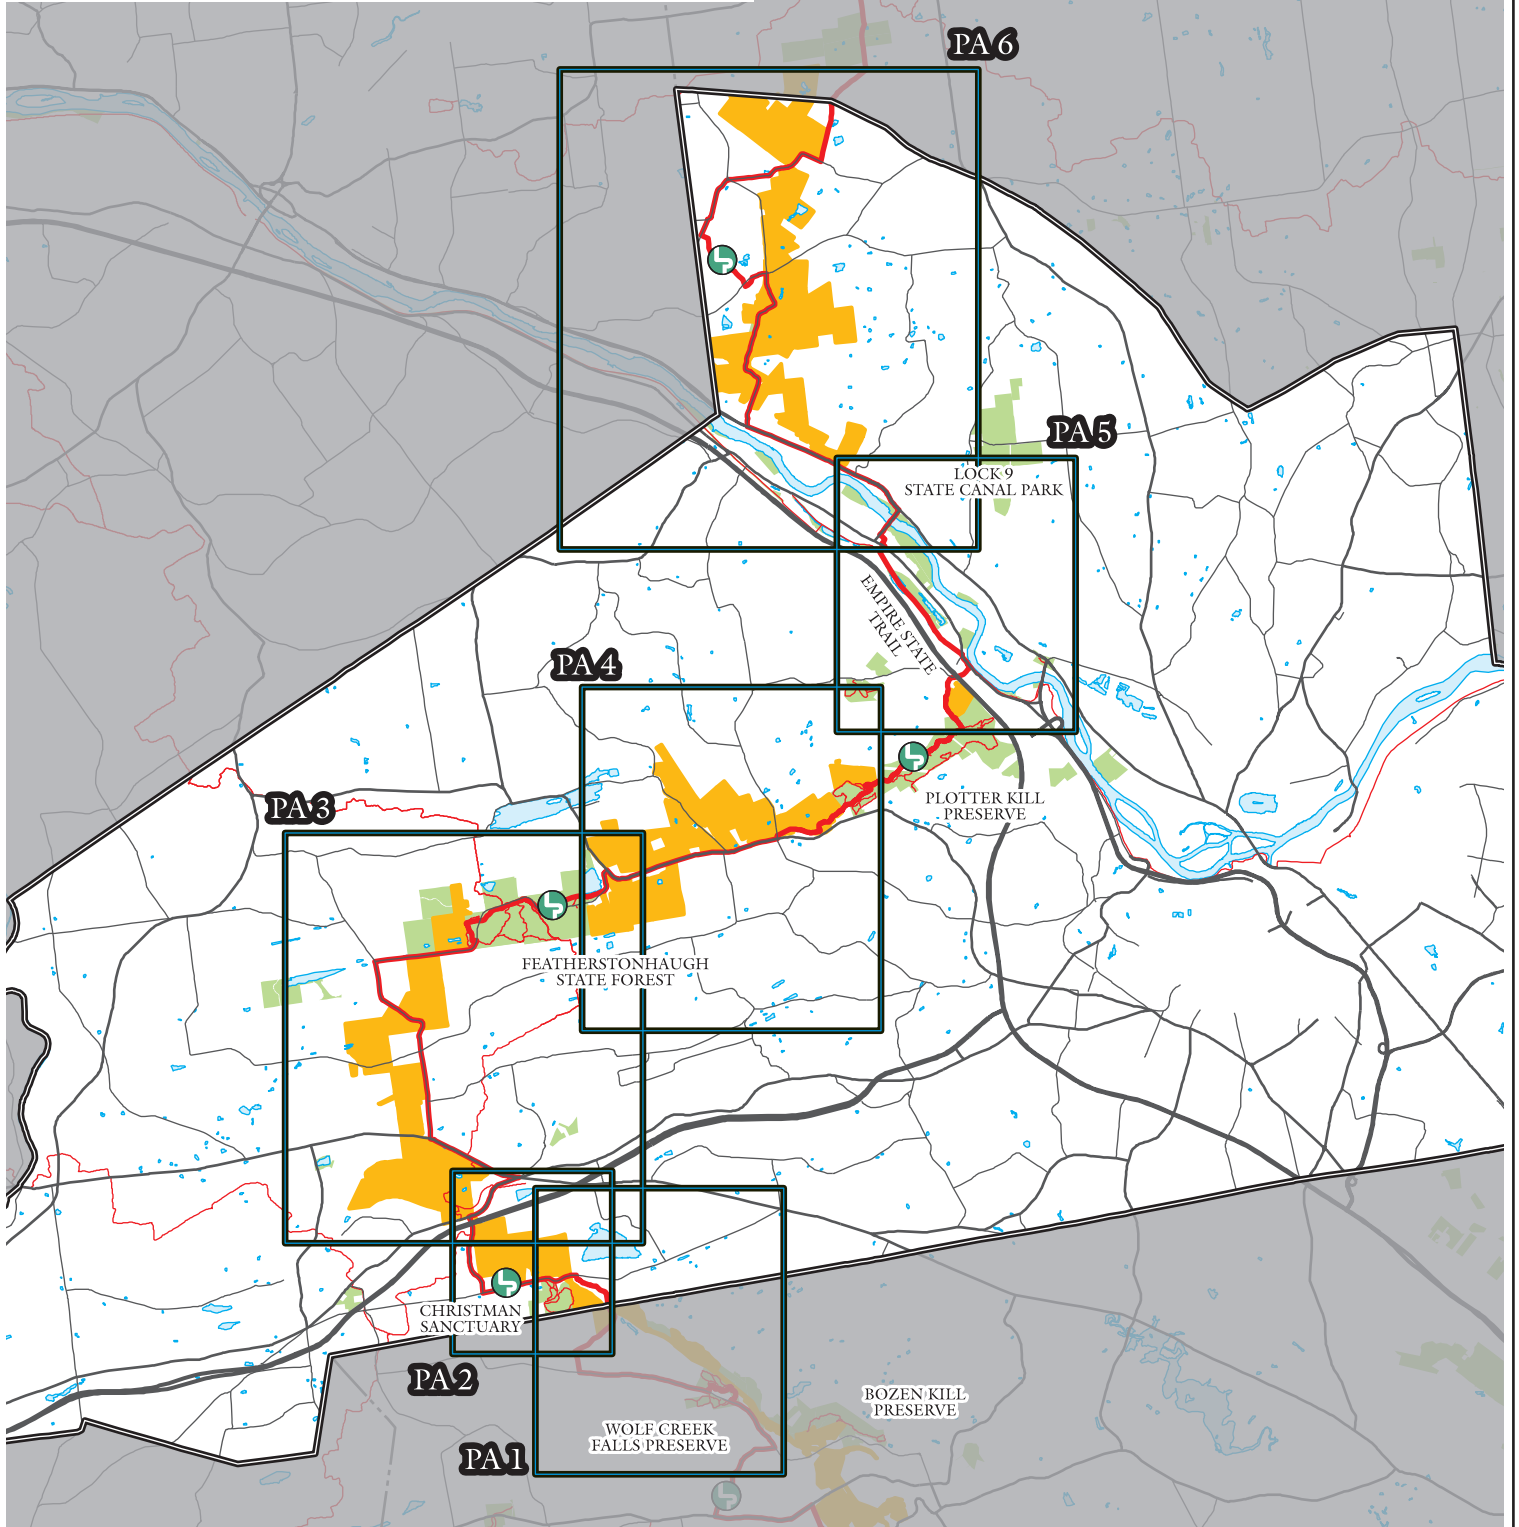 PA 6
PA 5
LOCK 9
STATE CANAL PARK
EMPIRE STATE
TRAIL
PA 4
PLOTTER KILL
PRESERVE
PA 3
FEATHERSTONHAUGH
STATE FOREST
CHRISTMAN
SANCTUARY
PA 2
BOZEN KILL
PRESERVE
WOLF CREEK
FALLS PRESERVE
PA 1